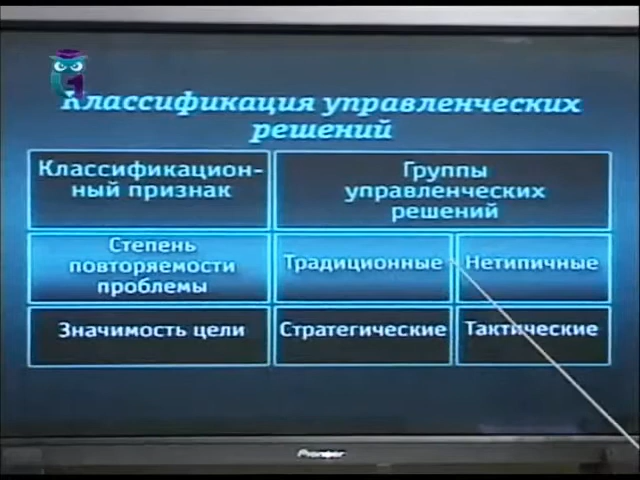 1
Классификация управленческих
решений
Классификацион-
ный признак
Группы
управленческих
решений
Степень
повторяемости
проблемы
Традиционные
Нетипичные
Значимость цели
Стратегические
Тактические
Pioneer